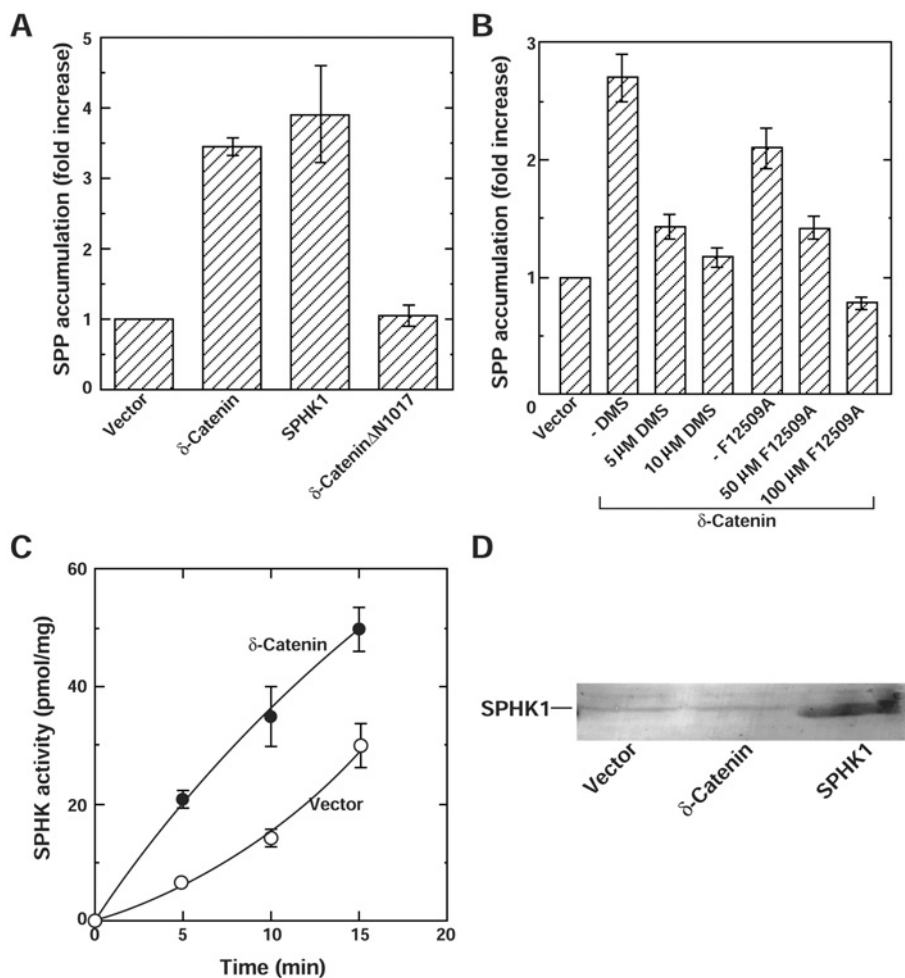 A
SPP accumulation (fold increase)
5
4
3
2
1
0
Vector
δ-Catenin
SPHK1
δ-CateninΔN1017
B
SPP accumulation (fold increase)
3
2
1
0
Vector
- DMS
5 μM DMS
10 μM DMS
- F12509A
50 μM F12509A
100 μM F12509A
δ-Catenin
C
SPHK activity (pmol/mg)
60
40
20
0
δ-Catenin
Vector
0 5 10 15 20
Time (min)
D
SPHK1
Vector
δ-Catenin
SPHK1